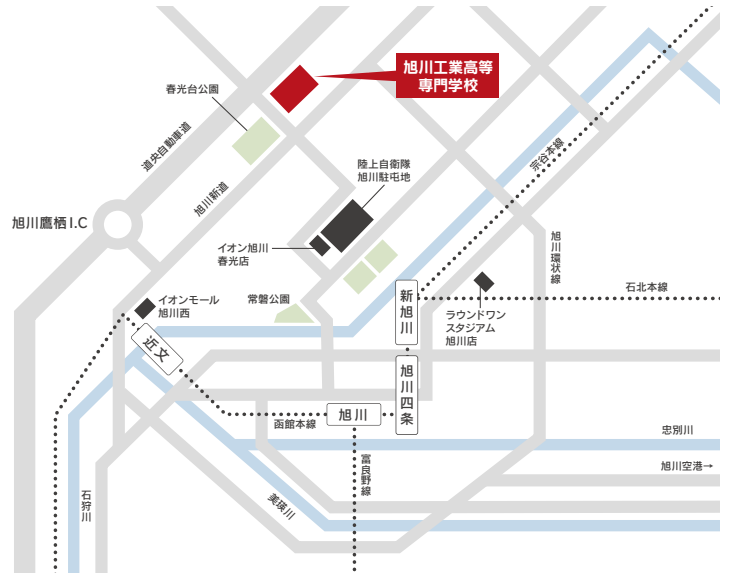 旭川工業高等
専門学校
春光台公園
道央自動車道
旭川新道
陸上自衛隊
旭川駐屯地
宗谷本線
旭川鷹栖I.C
イオン旭川
春光店
旭川環状線
イオンモール
旭川西
常磐公園
新旭川
石北本線
ラウンドワン
スタジアム
旭川店
近文
旭川四条
旭川
函館本線
忠別川
富良野線
旭川空港→
石狩川
美瑛川